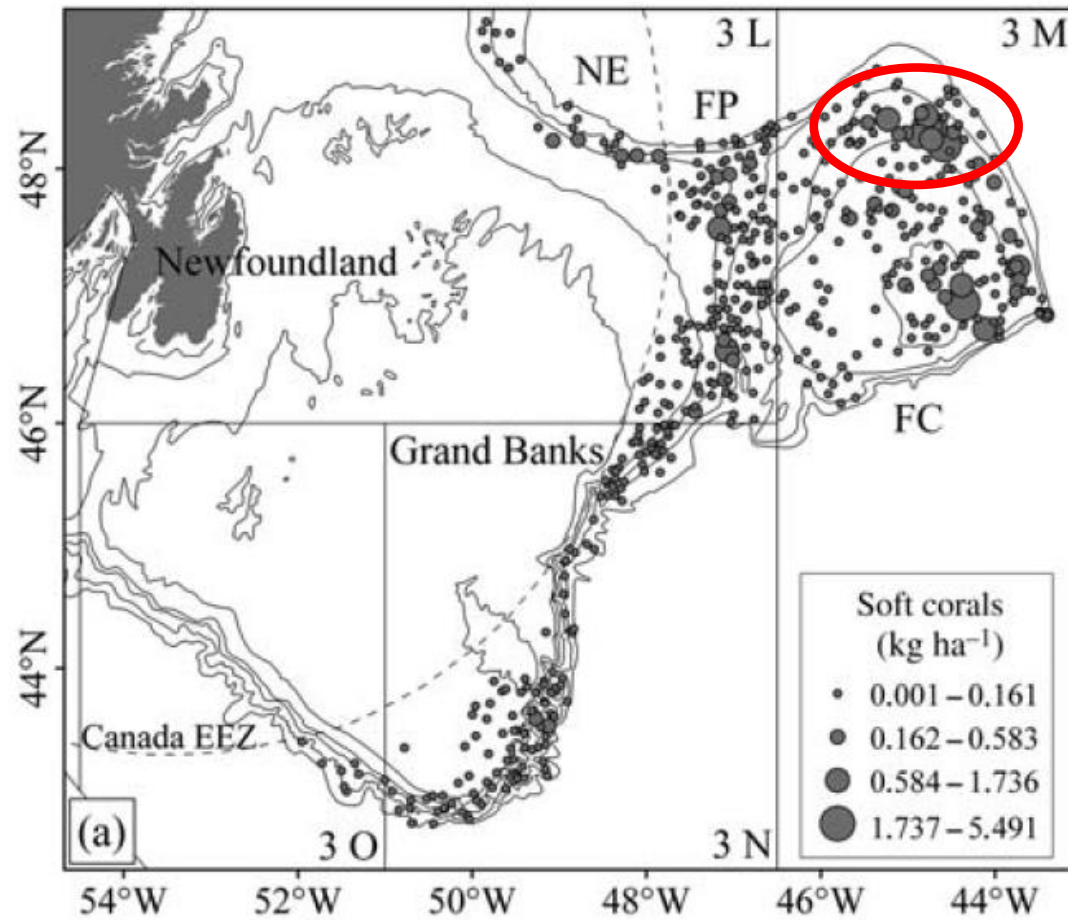 3 L
3 M
NE
FP
48°N
Newfoundland
46°N
FC
Grand Banks
44°N
Soft corals
(kg ha⁻¹)
0.001 – 0.161
0.162 – 0.583
0.584 – 1.736
1.737 – 5.491
Canada EEZ
(a)
3 O
3 N
54°W 52°W 50°W 48°W 46°W 44°W